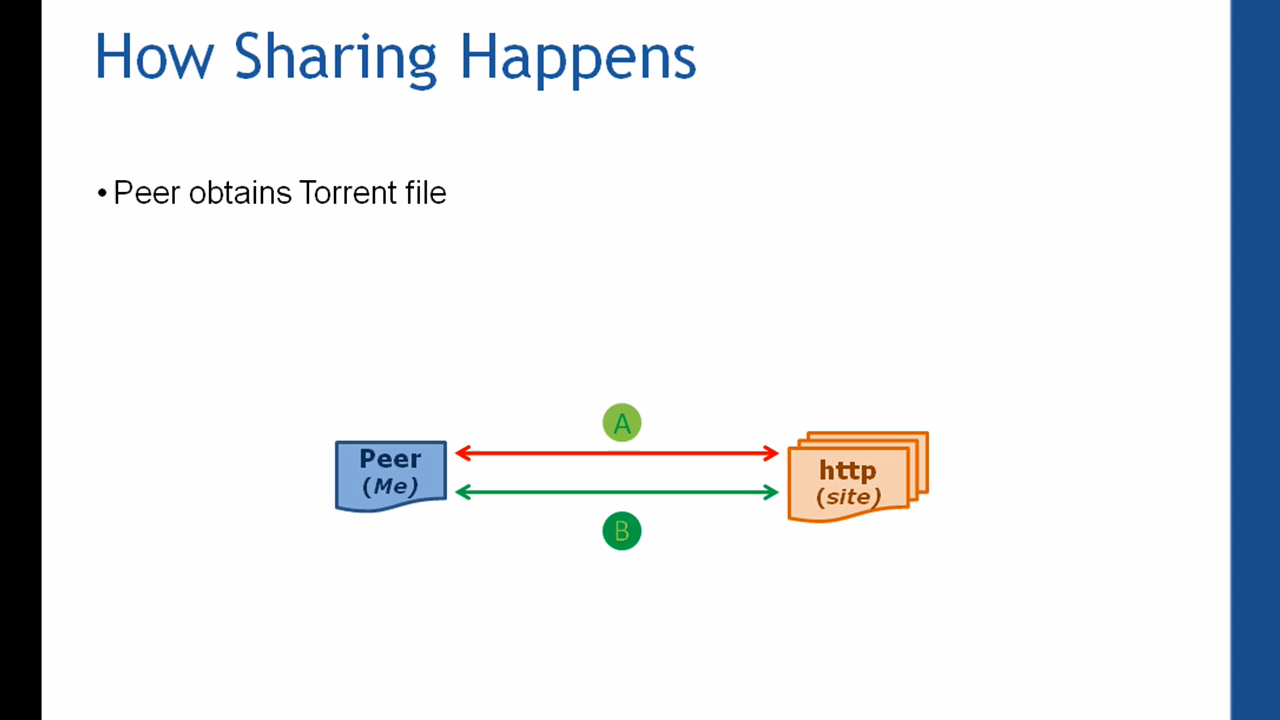 How Sharing Happens
• Peer obtains Torrent file
A
Peer
(Me)
http
(site)
B